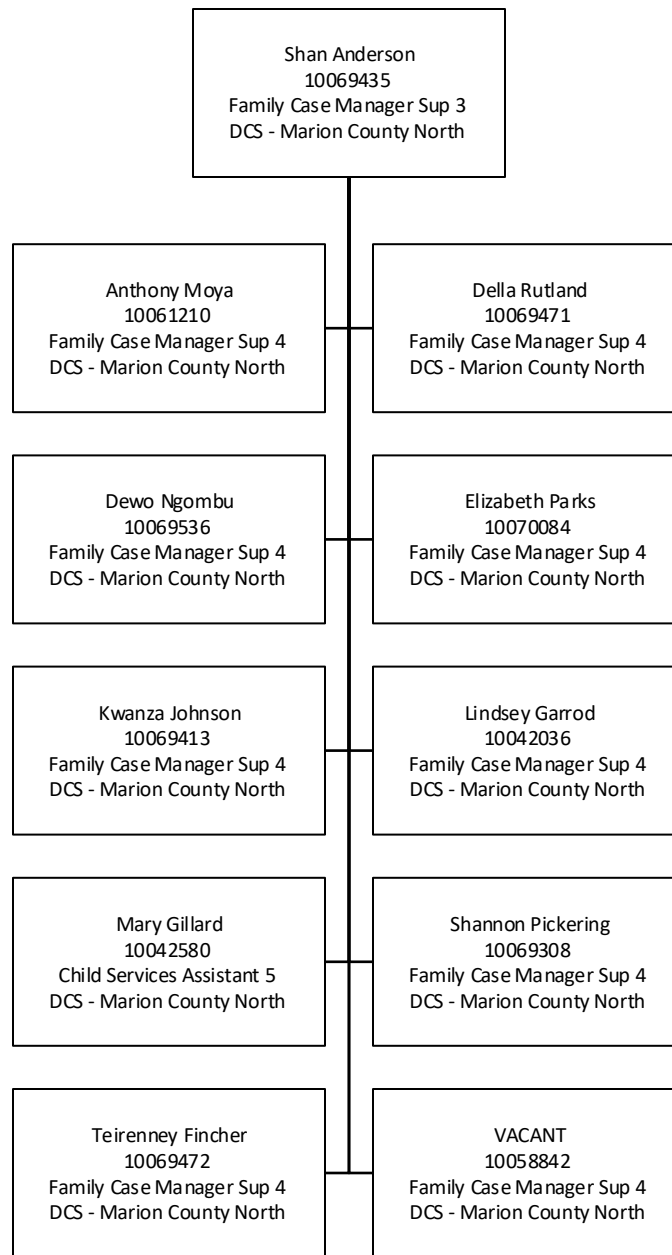 Shan Anderson
10069435
Family Case Manager Sup 3
DCS - Marion County North
Anthony Moya
10061210
Family Case Manager Sup 4
DCS - Marion County North
Della Rutland
10069471
Family Case Manager Sup 4
DCS - Marion County North
Dewo Ngombu
10069536
Family Case Manager Sup 4
DCS - Marion County North
Elizabeth Parks
10070084
Family Case Manager Sup 4
DCS - Marion County North
Kwanza Johnson
10069413
Family Case Manager Sup 4
DCS - Marion County North
Lindsey Garrod
10042036
Family Case Manager Sup 4
DCS - Marion County North
Mary Gillard
10042580
Child Services Assistant 5
DCS - Marion County North
Shannon Pickering
10069308
Family Case Manager Sup 4
DCS - Marion County North
Teirenney Fincher
10069472
Family Case Manager Sup 4
DCS - Marion County North
VACANT
10058842
Family Case Manager Sup 4
DCS - Marion County North